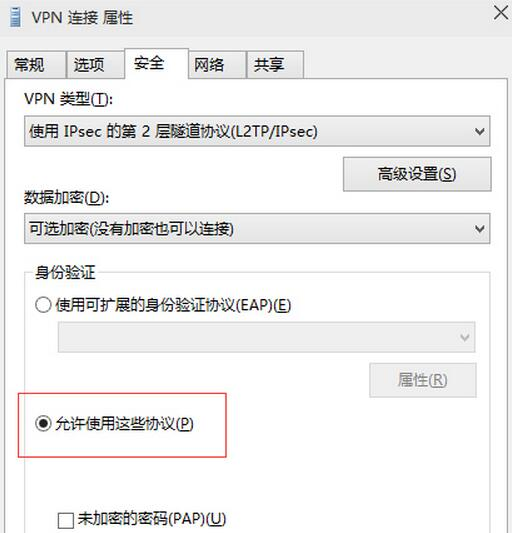 VPN 连接 属性
常规 选项 安全 网络 共享
VPN 类型(T):
使用 IPsec 的第 2 层隧道协议(L2TP/IPsec)
高级设置(S)
数据加密(D):
可选加密(没有加密也可以连接)
身份验证
使用可扩展的身份验证协议(EAP)(E)
属性(R)
允许使用这些协议(P)
未加密的密码(PAP)(U)